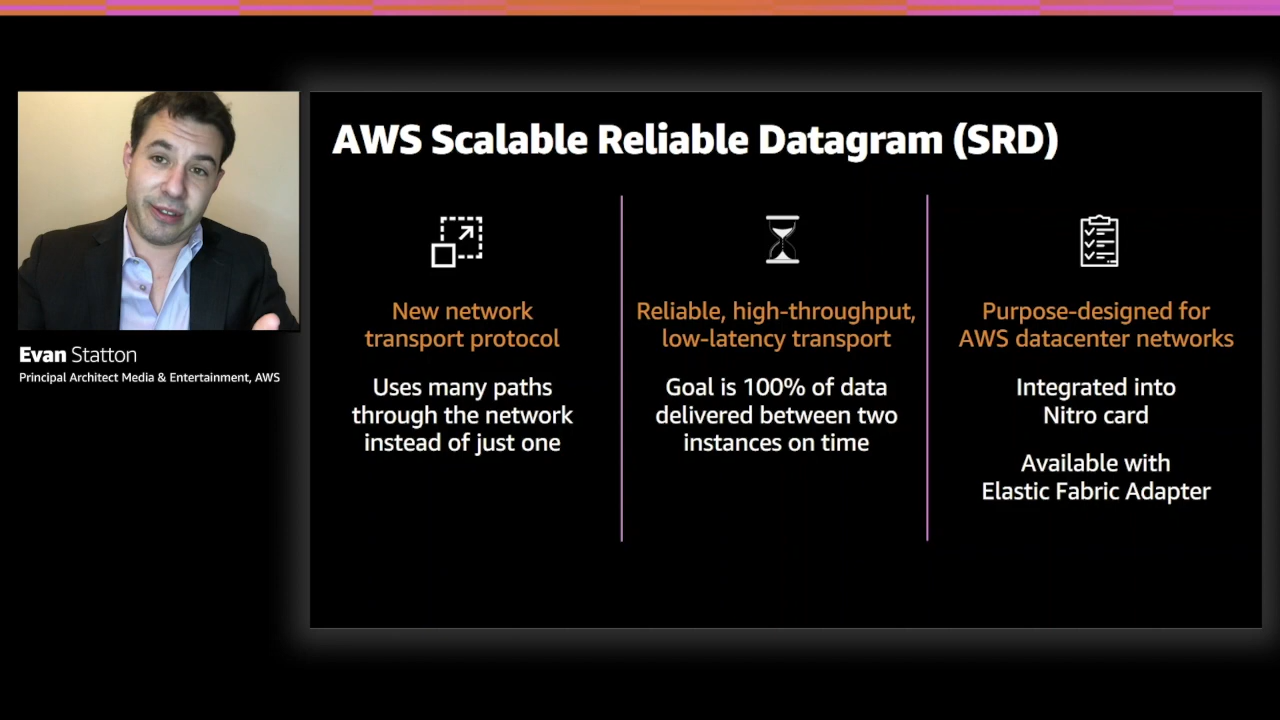 AWS Scalable Reliable Datagram (SRD)
New network
transport protocol
Uses many paths
through the network
instead of just one
Reliable, high-throughput,
low-latency transport
Goal is 100% of data
delivered between two
instances on time
Purpose-designed for
AWS datacenter networks
Integrated into
Nitro card
Available with
Elastic Fabric Adapter
Evan Statton
Principal Architect Media & Entertainment, AWS